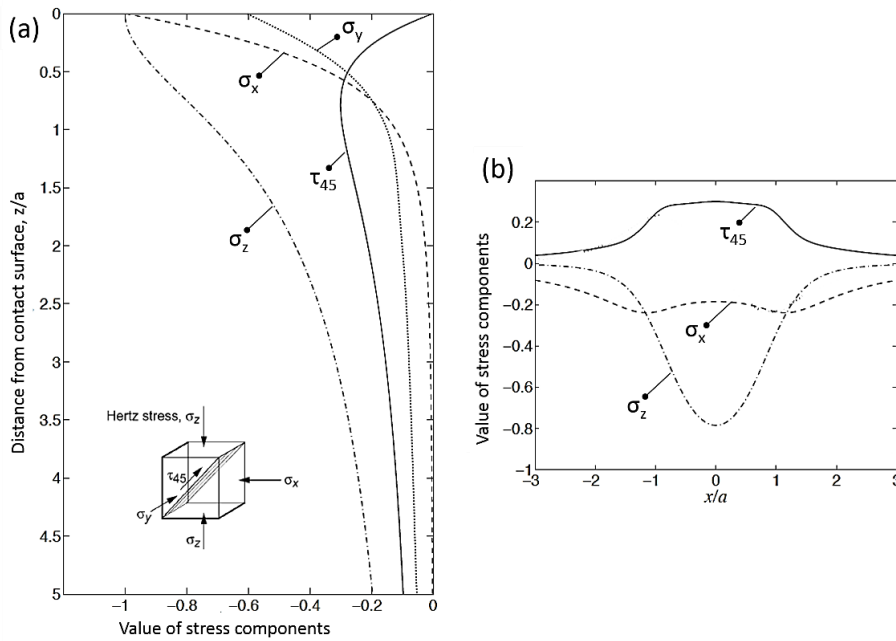 (a)
0
0.5
1
1.5
2
2.5
3
3.5
4
4.5
5
Distance from contact surface, z/a
σy
σx
τ45
σz
Hertz stress, σz
τ45
σx
σy
σz
−1 −0.8 −0.6 −0.4 −0.2 0
Value of stress components
(b)
0.2
0
−0.2
−0.4
−0.6
−0.8
−1
Value of stress components
τ45
σx
σz
−3 −2 −1 0 1 2 3
x/a